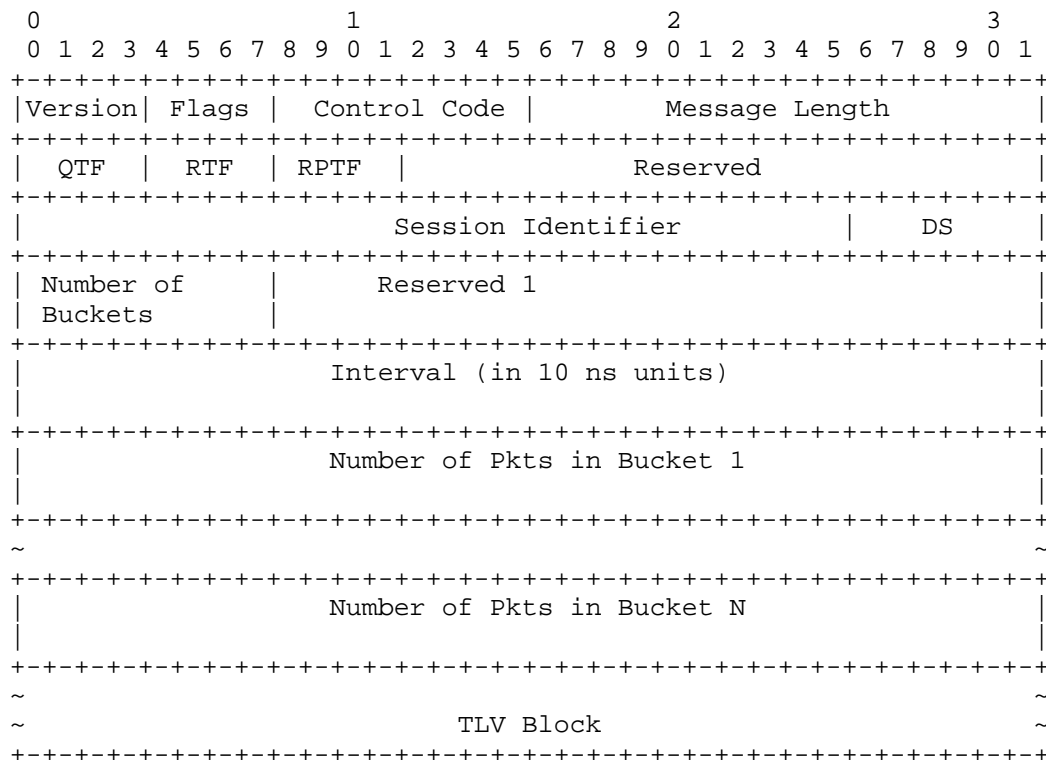 0                   1                   2                   3
 0 1 2 3 4 5 6 7 8 9 0 1 2 3 4 5 6 7 8 9 0 1 2 3 4 5 6 7 8 9 0 1
+-+-+-+-+-+-+-+-+-+-+-+-+-+-+-+-+-+-+-+-+-+-+-+-+-+-+-+-+-+-+-+-+
|Version| Flags |  Control Code |        Message Length         |
+-+-+-+-+-+-+-+-+-+-+-+-+-+-+-+-+-+-+-+-+-+-+-+-+-+-+-+-+-+-+-+-+
|  QTF  |  RTF  | RPTF  |              Reserved                 |
+-+-+-+-+-+-+-+-+-+-+-+-+-+-+-+-+-+-+-+-+-+-+-+-+-+-+-+-+-+-+-+-+
|                       Session Identifier          |    DS     |
+-+-+-+-+-+-+-+-+-+-+-+-+-+-+-+-+-+-+-+-+-+-+-+-+-+-+-+-+-+-+-+-+
| Number of     |      Reserved 1                               |
| Buckets       |                                               |
+-+-+-+-+-+-+-+-+-+-+-+-+-+-+-+-+-+-+-+-+-+-+-+-+-+-+-+-+-+-+-+-+
|                   Interval (in 10 ns units)                   |
|                                                               |
+-+-+-+-+-+-+-+-+-+-+-+-+-+-+-+-+-+-+-+-+-+-+-+-+-+-+-+-+-+-+-+-+
|                   Number of Pkts in Bucket 1                  |
|                                                               |
+-+-+-+-+-+-+-+-+-+-+-+-+-+-+-+-+-+-+-+-+-+-+-+-+-+-+-+-+-+-+-+-+
~                                                               ~
+-+-+-+-+-+-+-+-+-+-+-+-+-+-+-+-+-+-+-+-+-+-+-+-+-+-+-+-+-+-+-+-+
|                   Number of Pkts in Bucket N                  |
|                                                               |
+-+-+-+-+-+-+-+-+-+-+-+-+-+-+-+-+-+-+-+-+-+-+-+-+-+-+-+-+-+-+-+-+
~                                                               ~
~                           TLV Block                           ~
+-+-+-+-+-+-+-+-+-+-+-+-+-+-+-+-+-+-+-+-+-+-+-+-+-+-+-+-+-+-+-+-+